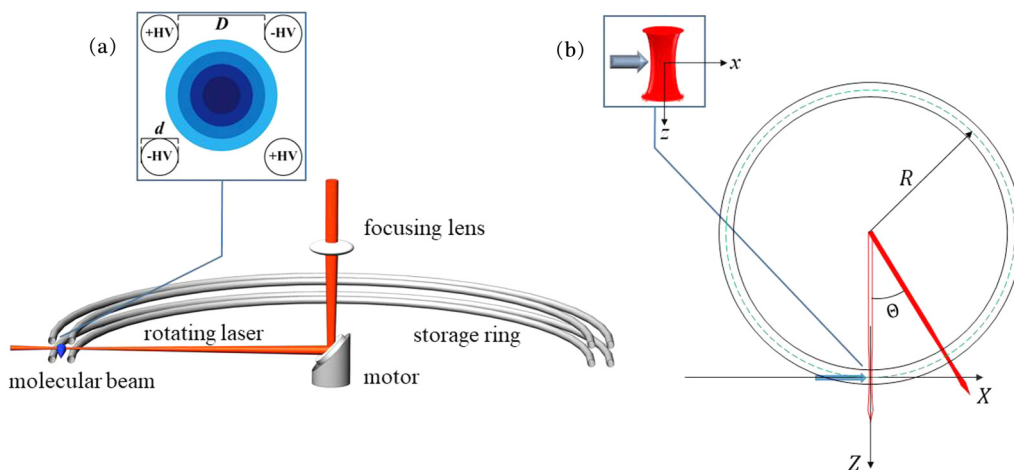 (a)
+HV
D
-HV
d
-HV
+HV
focusing lens
rotating laser
storage ring
molecular beam
motor
(b)
x
z
R
Θ
X
Z